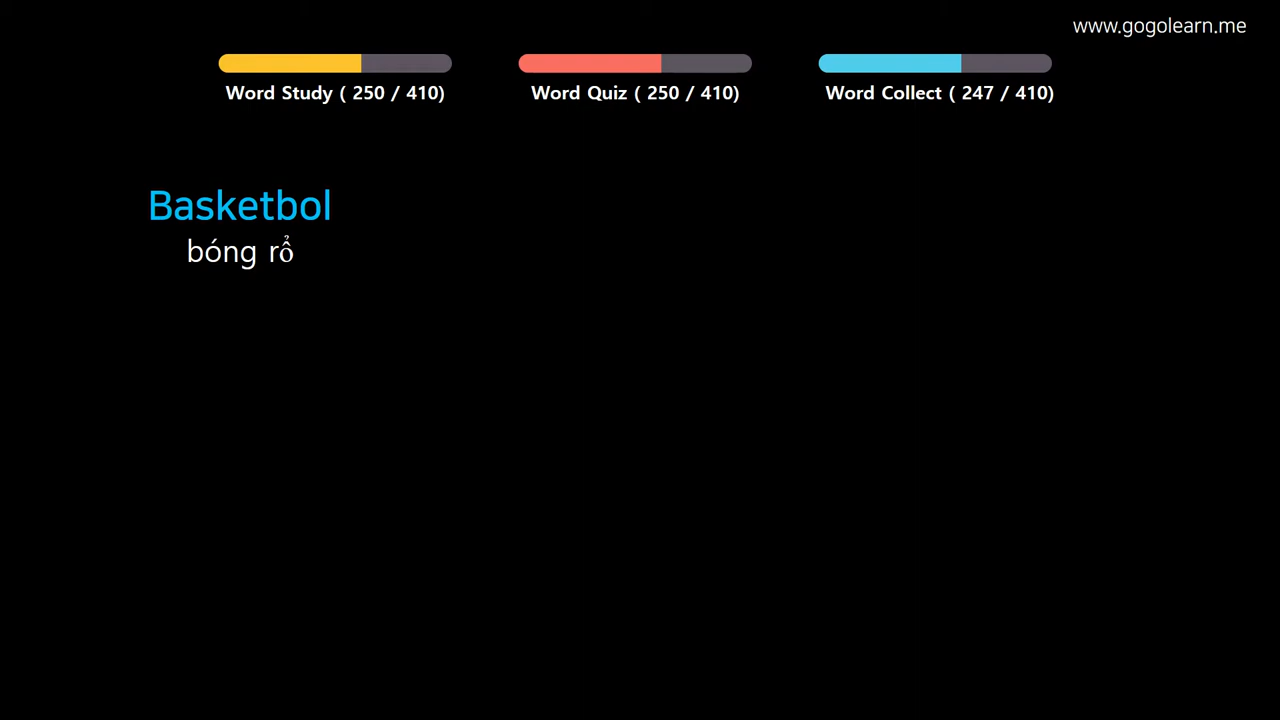 www.gogolearn.me
Word Study ( 250 / 410)
Word Quiz ( 250 / 410)
Word Collect ( 247 / 410)
Basketbol
bóng rổ